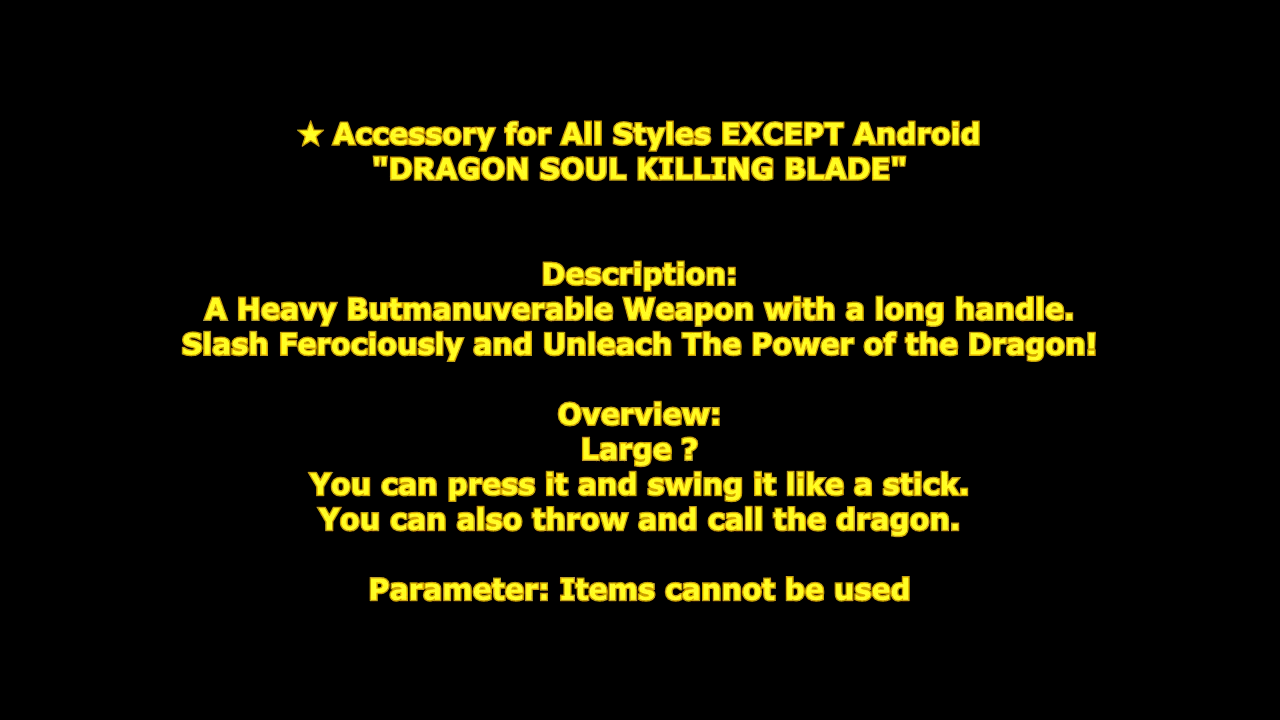 ★ Accessory for All Styles EXCEPT Android
"DRAGON SOUL KILLING BLADE"
Description:
A Heavy Butmanuverable Weapon with a long handle.
Slash Ferociously and Unleach The Power of the Dragon!
Overview:
Large ?
You can press it and swing it like a stick.
You can also throw and call the dragon.
Parameter: Items cannot be used